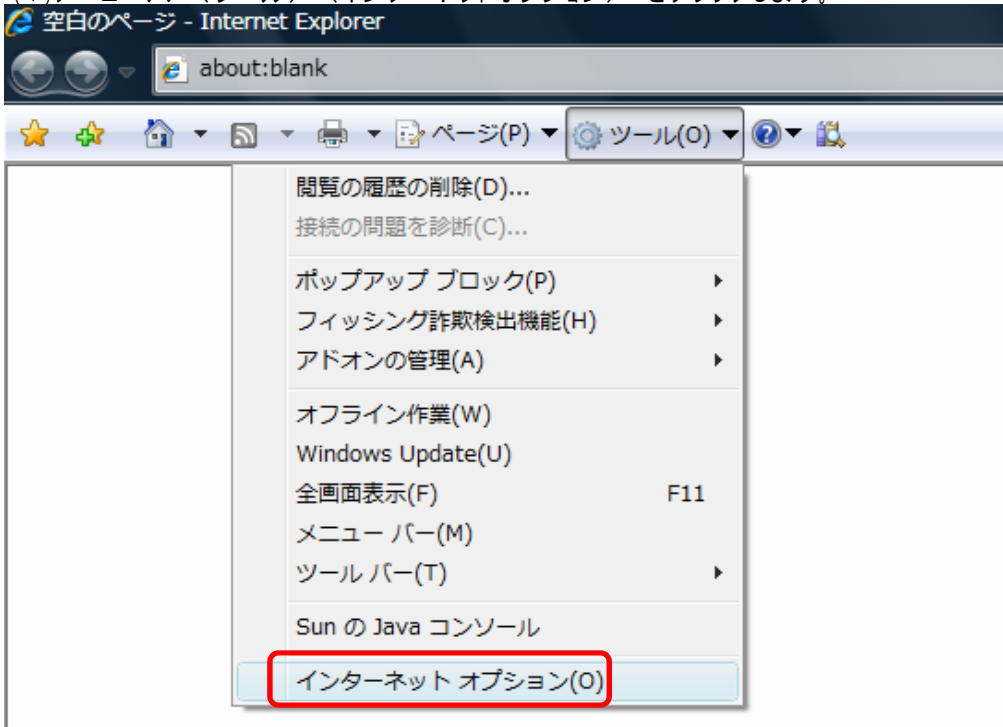 空白のページ - Internet Explorer
about:blank
ページ(P) ツール(O)
閲覧の履歴の削除(D)...
接続の問題を診断(C)...
ポップアップ ブロック(P)
フィッシング詐欺検出機能(H)
アドオンの管理(A)
オフライン作業(W)
Windows Update(U)
全画面表示(F) F11
メニュー バー(M)
ツール バー(T)
Sun の Java コンソール
インターネット オプション(O)